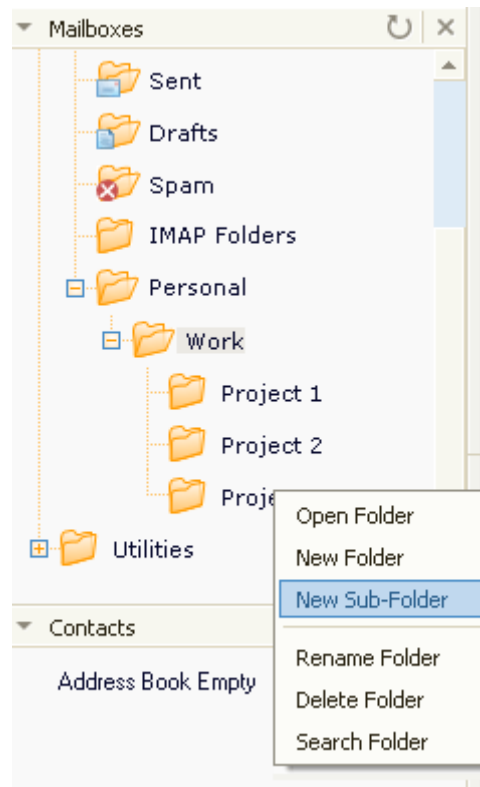 Mailboxes
Sent
Drafts
Spam
IMAP Folders
Personal
Work
Project 1
Project 2
Proje
Open Folder
New Folder
New Sub-Folder
Utilities
Contacts
Rename Folder
Address Book Empty
Delete Folder
Search Folder